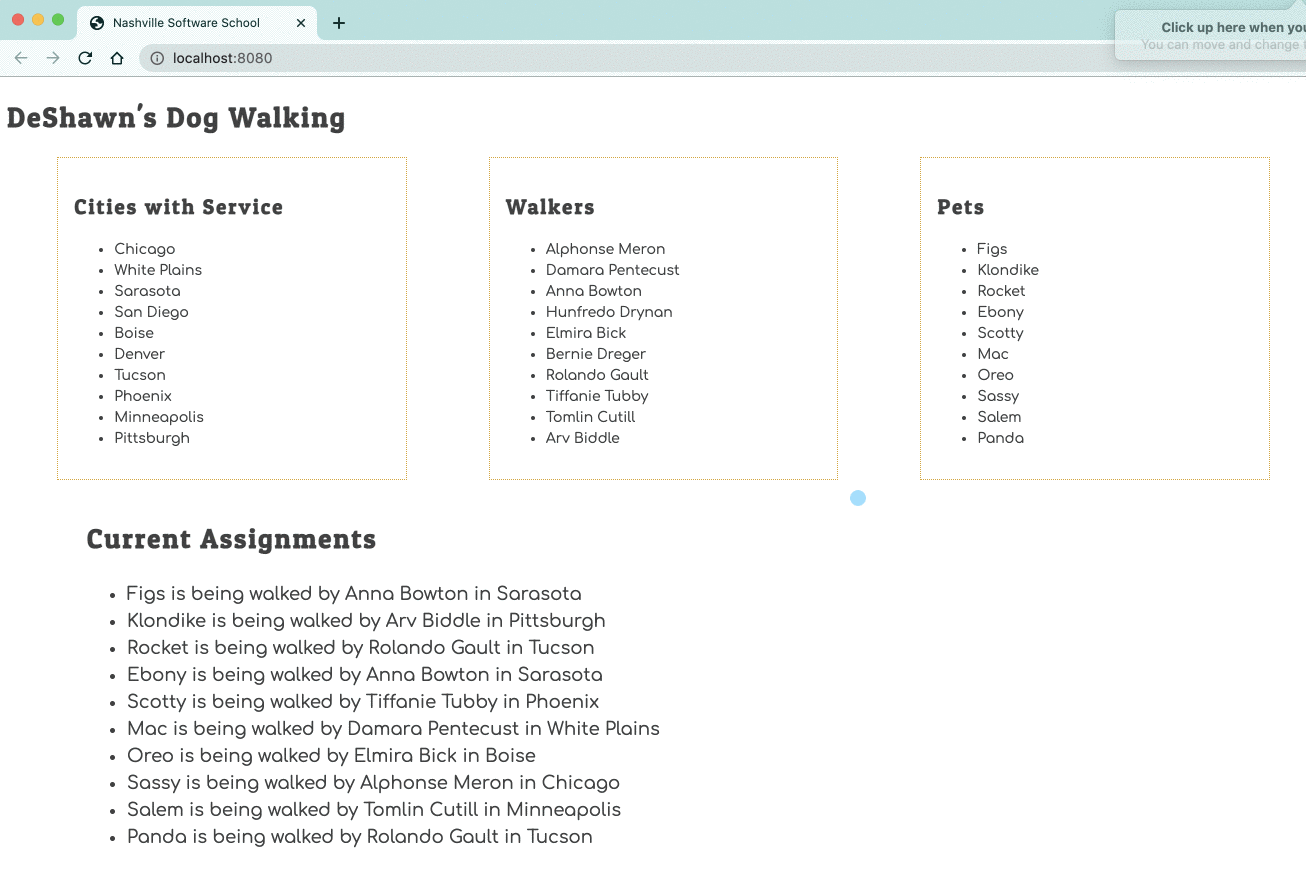 Nashville Software School
localhost:8080
Click up here when you
You can move and change
DeShawn's Dog Walking
Cities with Service
Chicago
White Plains
Sarasota
San Diego
Boise
Denver
Tucson
Phoenix
Minneapolis
Pittsburgh
Walkers
Alphonse Meron
Damara Pentecust
Anna Bowton
Hunfredo Drynan
Elmira Bick
Bernie Dreger
Rolando Gault
Tiffanie Tubby
Tomlin Cutill
Arv Biddle
Pets
Figs
Klondike
Rocket
Ebony
Scotty
Mac
Oreo
Sassy
Salem
Panda
Current Assignments
Figs is being walked by Anna Bowton in Sarasota
Klondike is being walked by Arv Biddle in Pittsburgh
Rocket is being walked by Rolando Gault in Tucson
Ebony is being walked by Anna Bowton in Sarasota
Scotty is being walked by Tiffanie Tubby in Phoenix
Mac is being walked by Damara Pentecust in White Plains
Oreo is being walked by Elmira Bick in Boise
Sassy is being walked by Alphonse Meron in Chicago
Salem is being walked by Tomlin Cutill in Minneapolis
Panda is being walked by Rolando Gault in Tucson